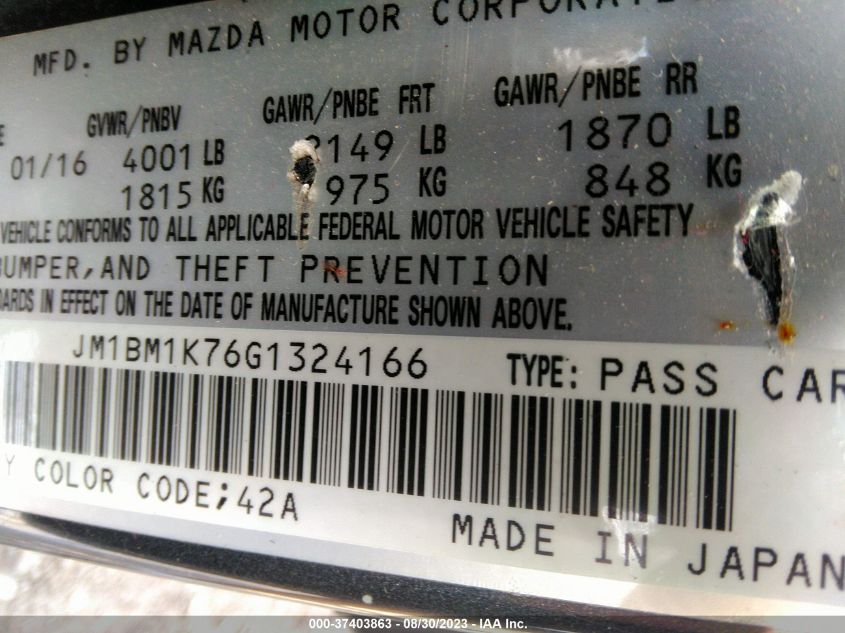 MFD. BY MAZDA MOTOR
GVWR/PNBV GAWR/PNBE FRT GAWR/PNBE RR
01/16 4001 LB 149 LB 1870 LB
1815 KG 975 KG 848 KG
VEHICLE CONFORMS TO ALL APPLICABLE FEDERAL MOTOR VEHICLE SAFETY
BUMPER, AND THEFT PREVENTION
IN EFFECT ON THE DATE OF MANUFACTURE SHOWN ABOVE.
JM1BM1K76G1324166 TYPE: PASS CAR
Y COLOR CODE;42A
MADE IN JAPAN
000-37403863 - 08/30/2023 - IAA Inc.